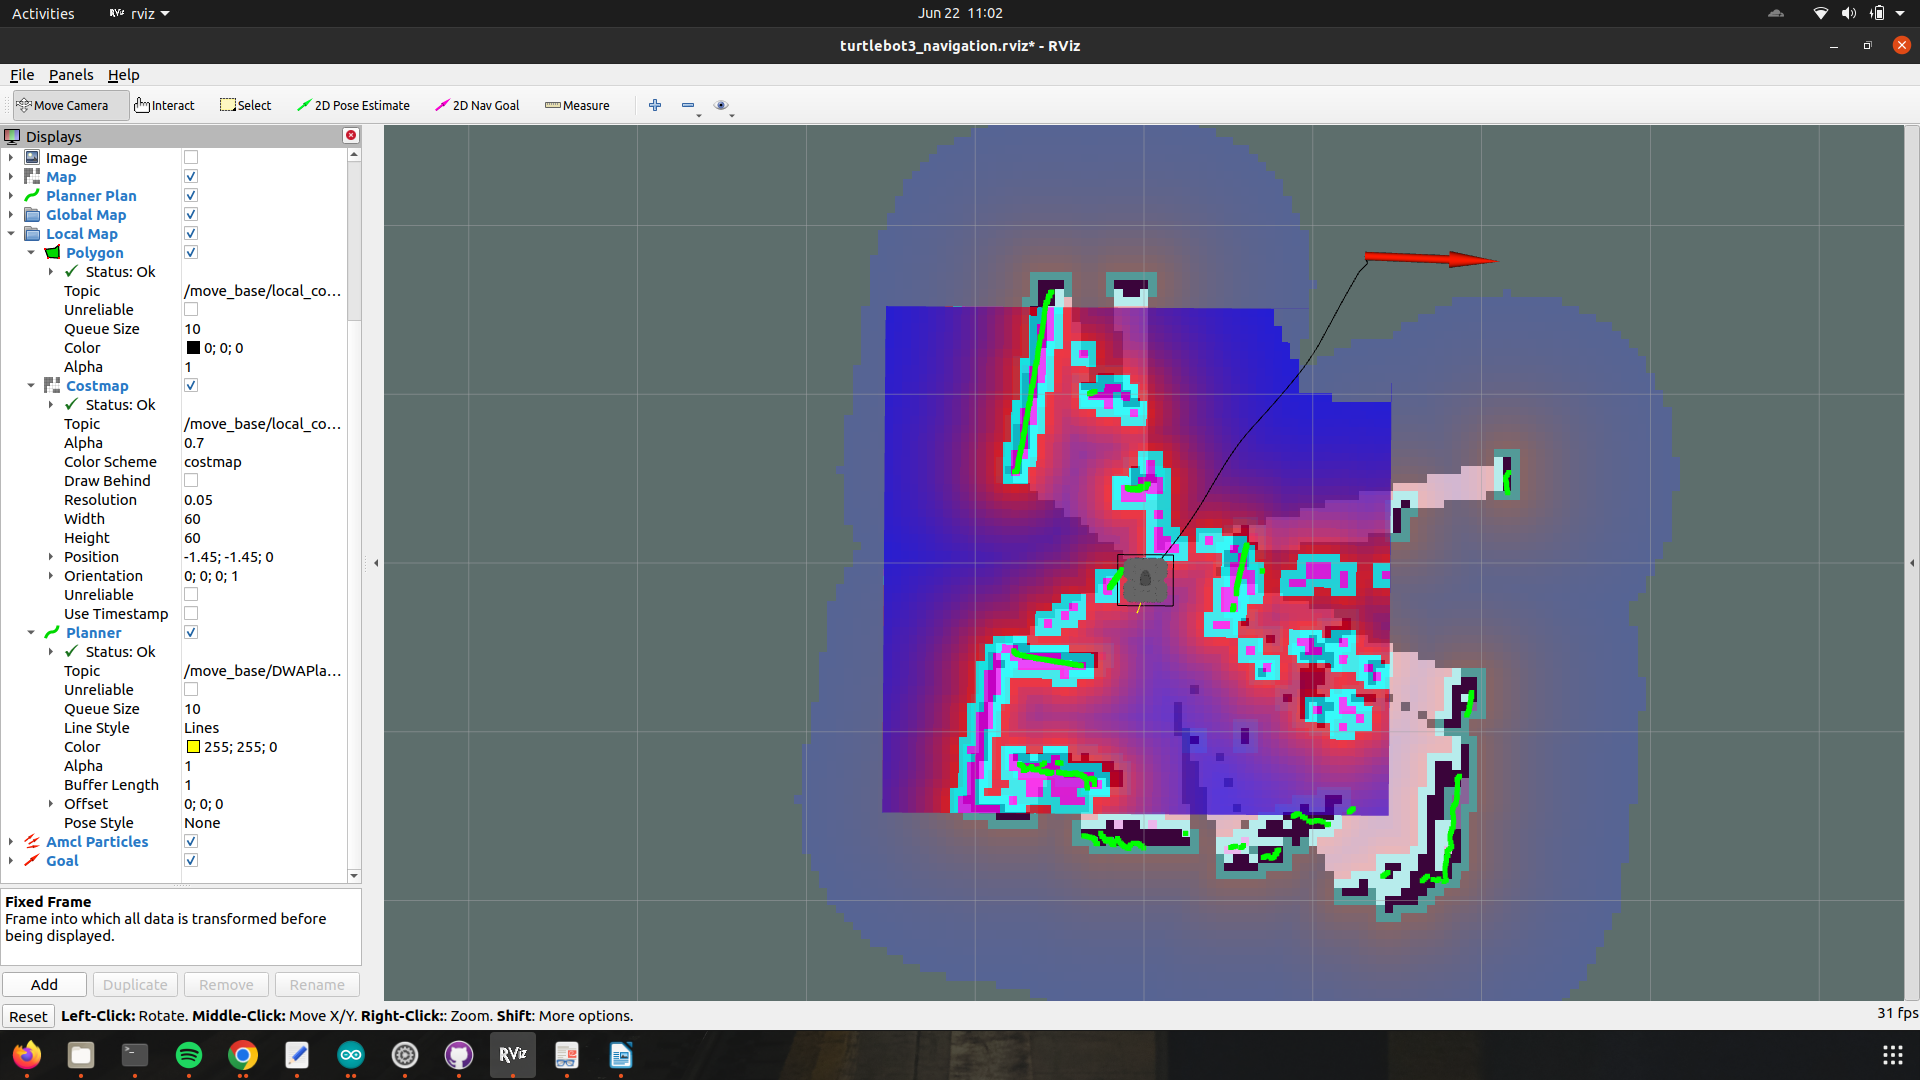 Activities
RViz rviz
Jun 22 11:02
turtlebot3_navigation.rviz* - RViz
File Panels Help
Move Camera Interact Select 2D Pose Estimate 2D Nav Goal Measure
Displays
Image
Map
Planner Plan
Global Map
Local Map
Polygon
Status: Ok
Topic /move_base/local_co...
Unreliable
Queue Size 10
Color 0; 0; 0
Alpha 1
Costmap
Status: Ok
Topic /move_base/local_co...
Alpha 0.7
Color Scheme costmap
Draw Behind
Resolution 0.05
Width 60
Height 60
Position -1.45; -1.45; 0
Orientation 0; 0; 0; 1
Unreliable
Use Timestamp
Planner
Status: Ok
Topic /move_base/DWAPla...
Unreliable
Queue Size 10
Line Style Lines
Color 255; 255; 0
Alpha 1
Buffer Length 1
Offset 0; 0; 0
Pose Style None
Amcl Particles
Goal
Fixed Frame
Frame into which all data is transformed before
being displayed.
Add Duplicate Remove Rename
Reset Left-Click: Rotate. Middle-Click: Move X/Y. Right-Click:: Zoom. Shift: More options.
31 fps
RViz